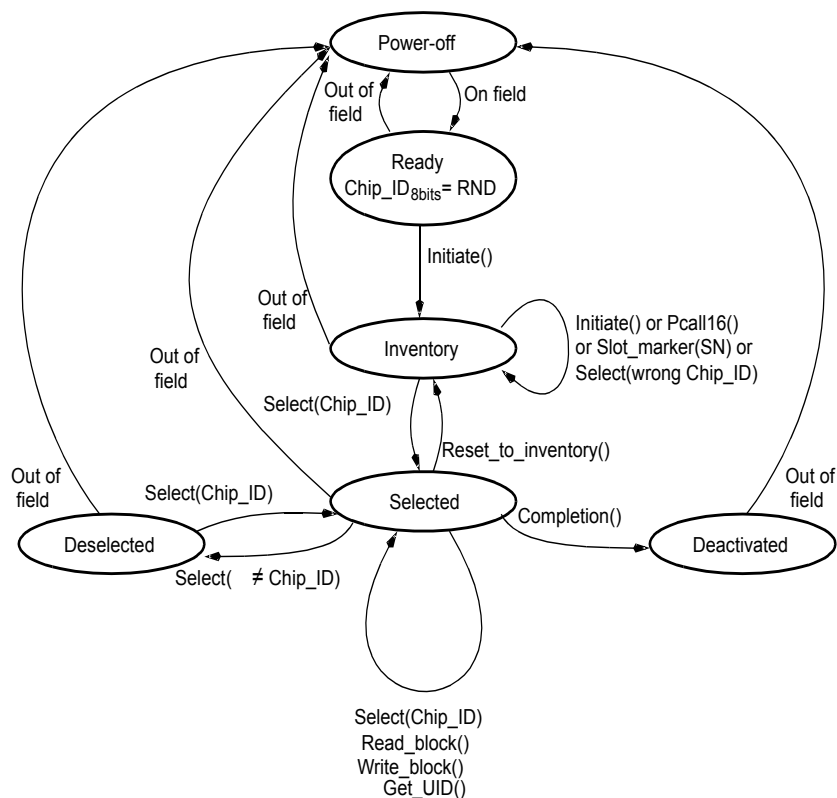 Power-off
Out of
field
On field
Ready
Chip_ID8bits= RND
Initiate()
Out of
field
Inventory
Initiate() or Pcall16()
or Slot_marker(SN) or
Select(wrong Chip_ID)
Out of
field
Select(Chip_ID)
Reset_to_inventory()
Out of
field
Select(Chip_ID)
Selected
Completion()
Out of
field
Deselected
Deactivated
Select( ≠ Chip_ID)
Select(Chip_ID)
Read_block()
Write_block()
Get_UID()